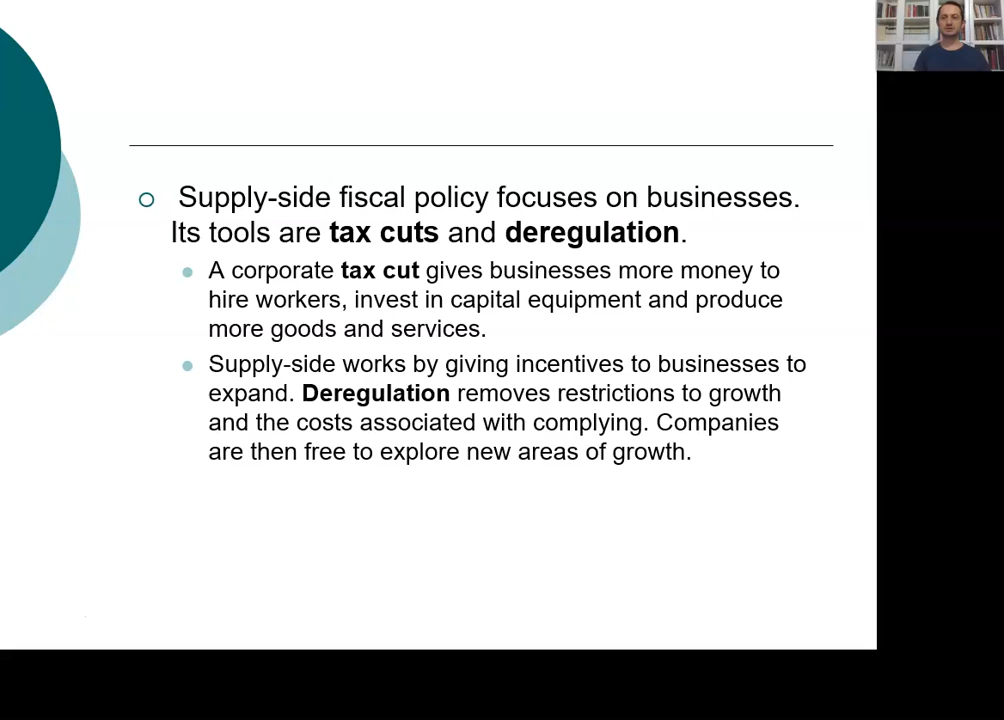 Supply-side fiscal policy focuses on businesses.
Its tools are tax cuts and deregulation.
A corporate tax cut gives businesses more money to
hire workers, invest in capital equipment and produce
more goods and services.
Supply-side works by giving incentives to businesses to
expand. Deregulation removes restrictions to growth
and the costs associated with complying. Companies
are then free to explore new areas of growth.